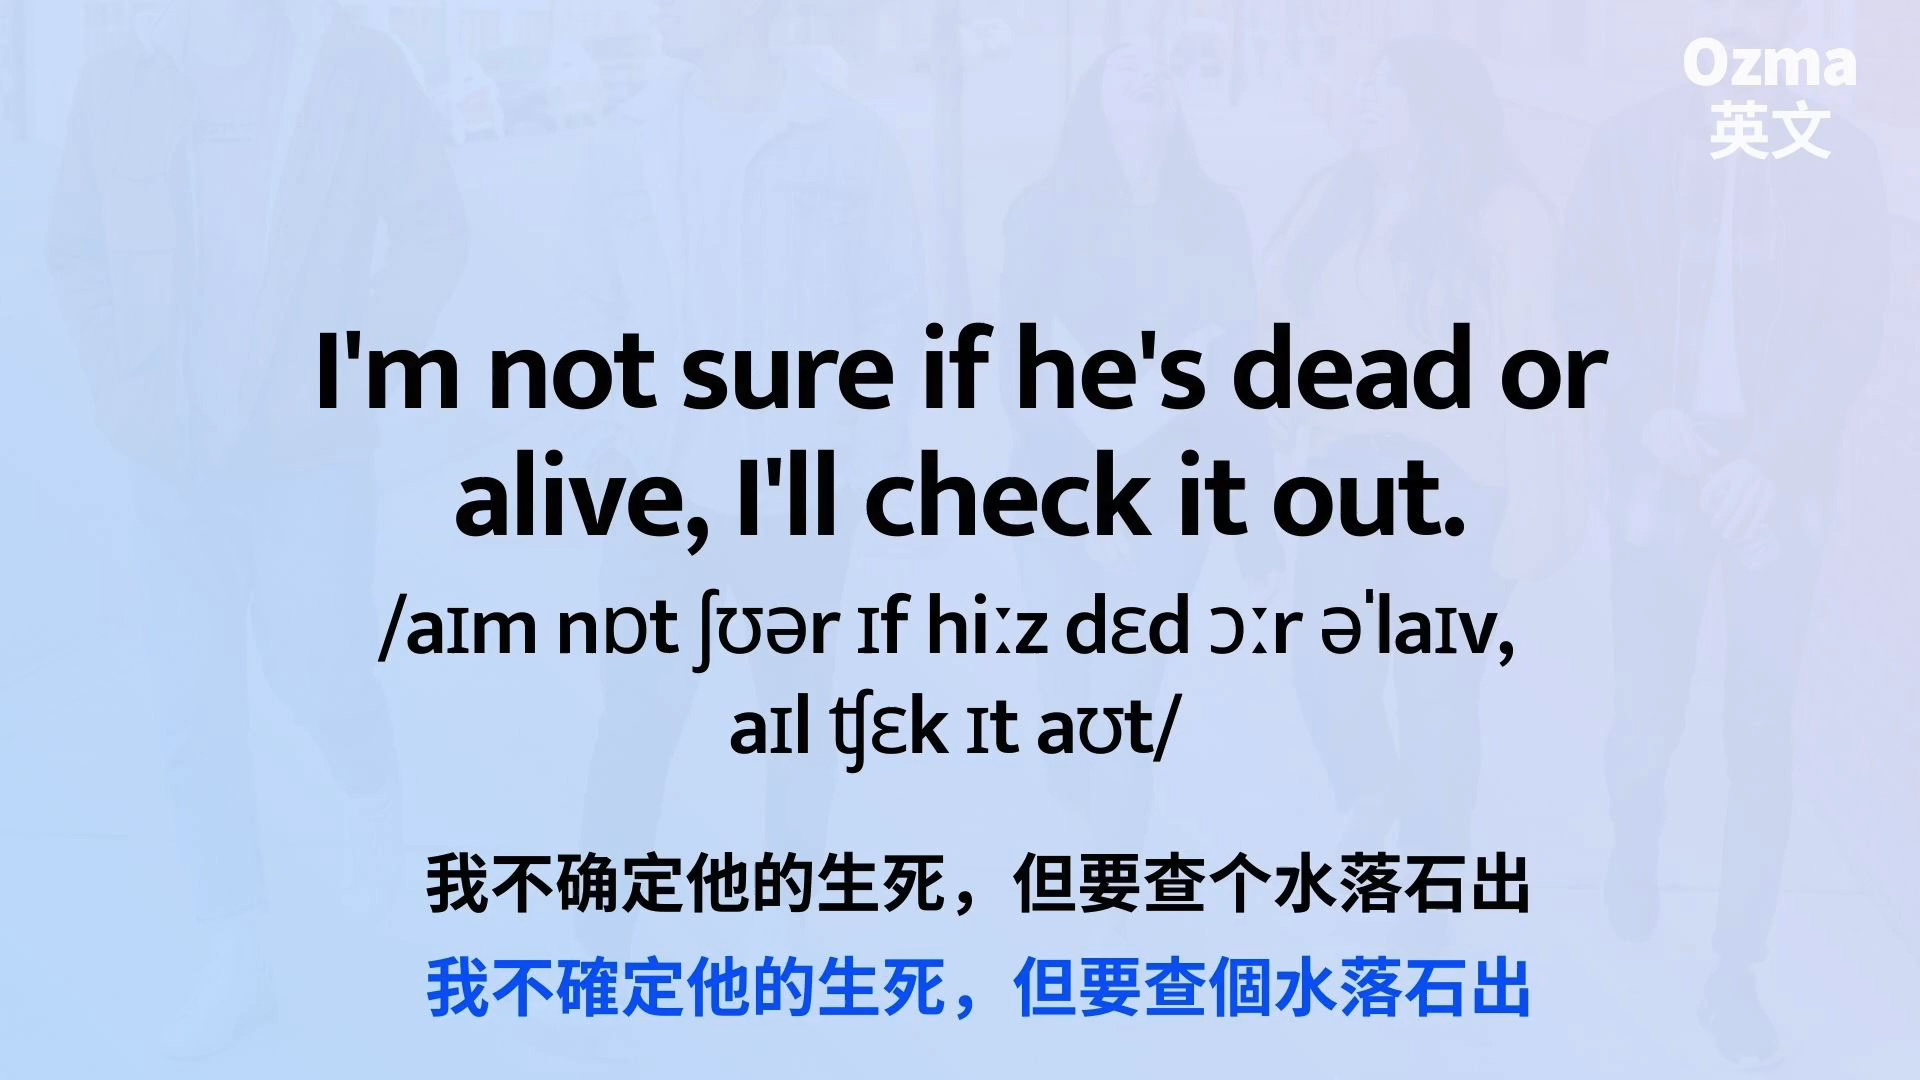 Ozma
英文
I'm not sure if he's dead or
alive, I'll check it out.
/aɪm nɒt ʃʊər ɪf hiːz dɛd ɔːr əˈlaɪv,
aɪl ʧɛk ɪt aʊt/
我不确定他的生死，但要查个水落石出
我不確定他的生死，但要查個水落石出